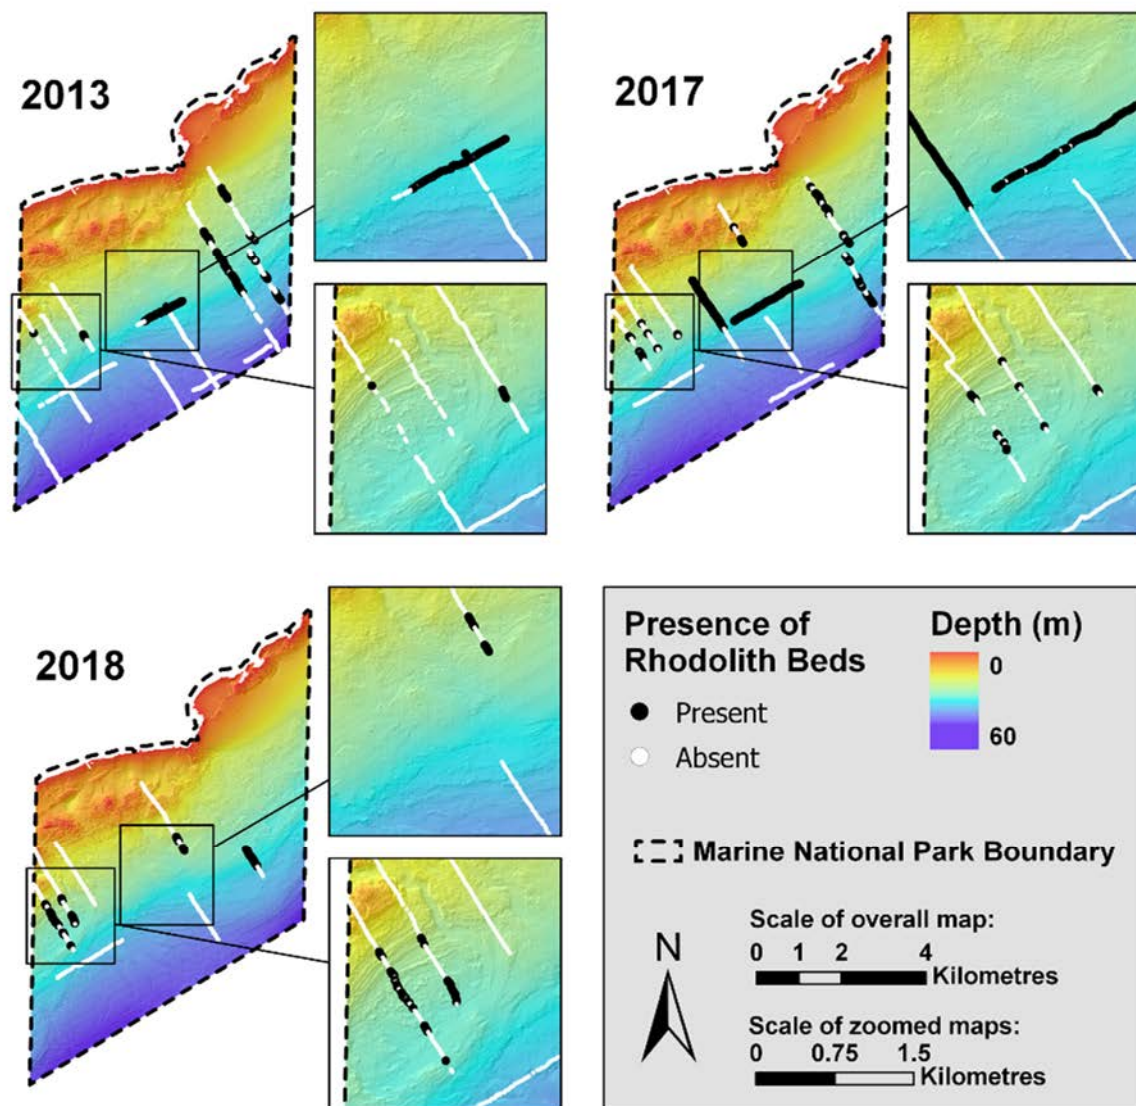 2013
2017
2018
Presence of
Rhodolith Beds
Present
Absent
Depth (m)
0
60
Marine National Park Boundary
N
Scale of overall map:
0 1 2 4
Kilometres
Scale of zoomed maps:
0 0.75 1.5
Kilometres